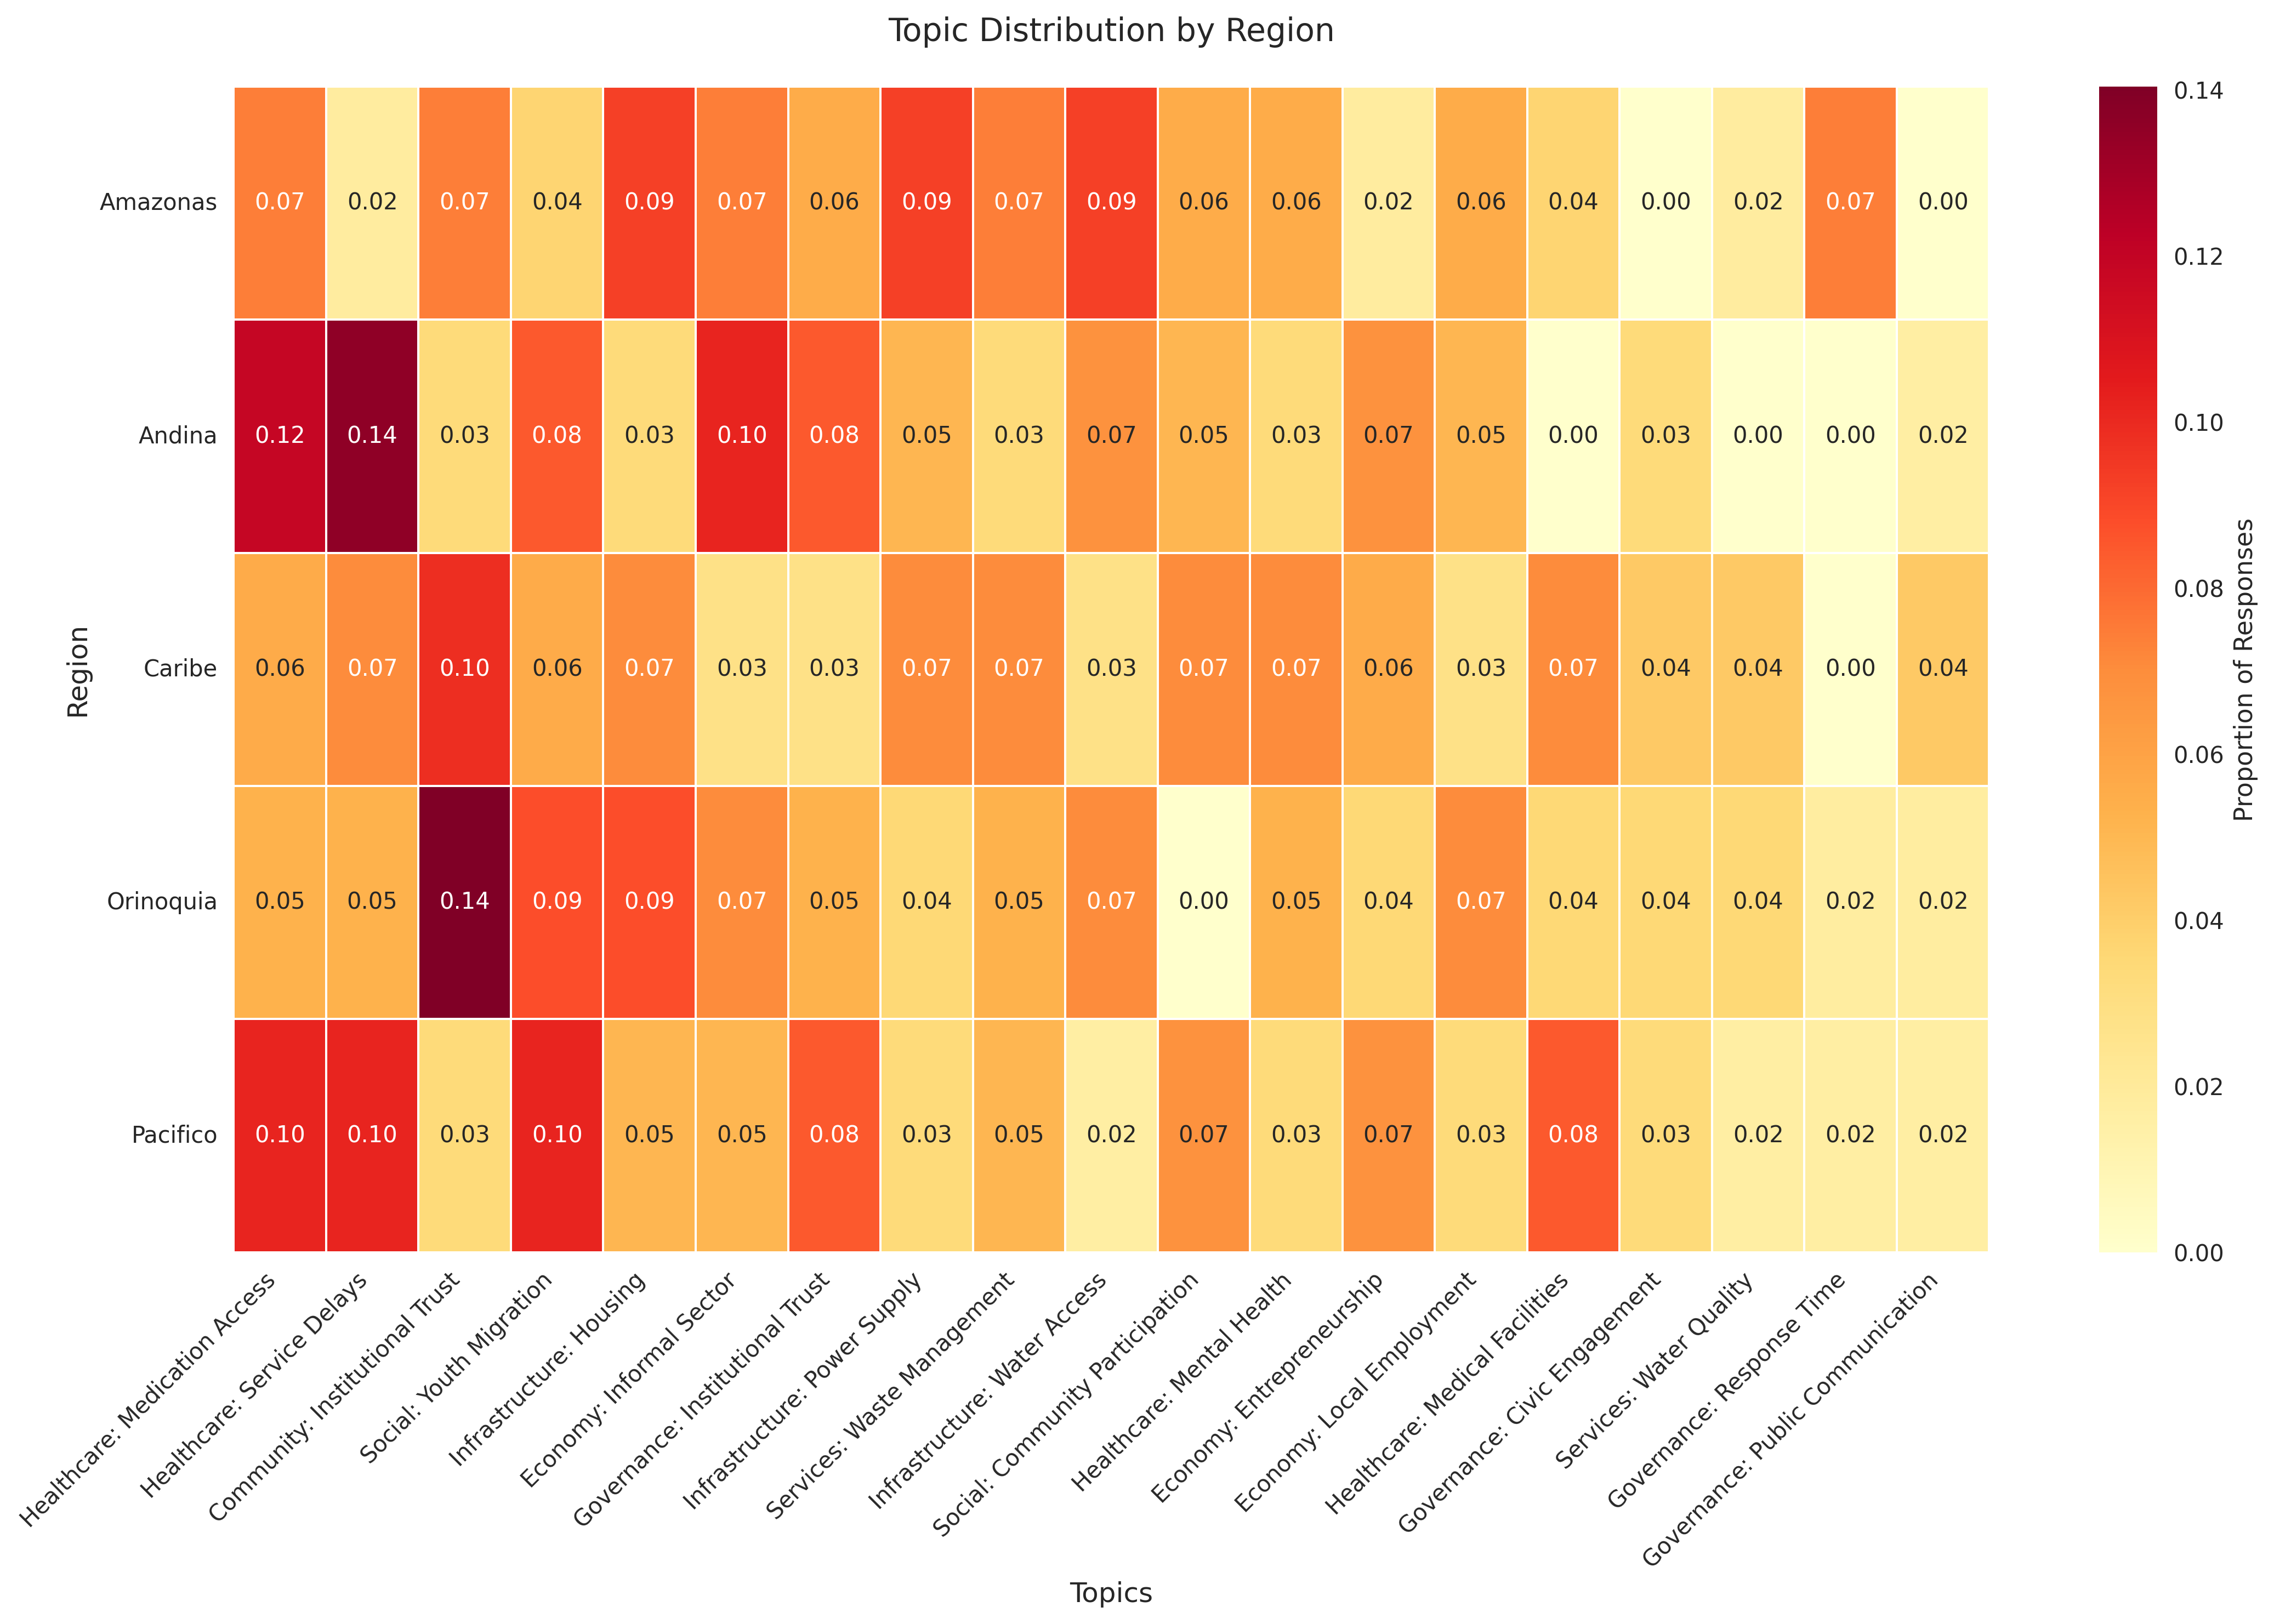 Topic Distribution by Region
Region
Amazonas 0.07 0.02 0.07 0.04 0.09 0.07 0.06 0.09 0.07 0.09 0.06 0.06 0.02 0.06 0.04 0.00 0.02 0.07 0.00
Andina 0.12 0.14 0.03 0.08 0.03 0.10 0.08 0.05 0.03 0.07 0.05 0.03 0.07 0.05 0.00 0.03 0.00 0.00 0.02
Caribe 0.06 0.07 0.10 0.06 0.07 0.03 0.03 0.07 0.07 0.03 0.07 0.07 0.06 0.03 0.07 0.04 0.04 0.00 0.04
Orinoquia 0.05 0.05 0.14 0.09 0.09 0.07 0.05 0.04 0.05 0.07 0.00 0.05 0.04 0.07 0.04 0.04 0.04 0.02 0.02
Pacifico 0.10 0.10 0.03 0.10 0.05 0.05 0.08 0.03 0.05 0.02 0.07 0.03 0.07 0.03 0.08 0.03 0.02 0.02 0.02
Healthcare: Medication Access
Healthcare: Service Delays
Community: Institutional Trust
Social: Youth Migration
Infrastructure: Housing
Economy: Informal Sector
Governance: Institutional Trust
Infrastructure: Power Supply
Services: Waste Management
Infrastructure: Water Access
Social: Community Participation
Healthcare: Mental Health
Economy: Entrepreneurship
Economy: Local Employment
Healthcare: Medical Facilities
Governance: Civic Engagement
Services: Water Quality
Governance: Response Time
Governance: Public Communication
Topics
0.14
0.12
0.10
0.08
0.06
0.04
0.02
0.00
Proportion of Responses